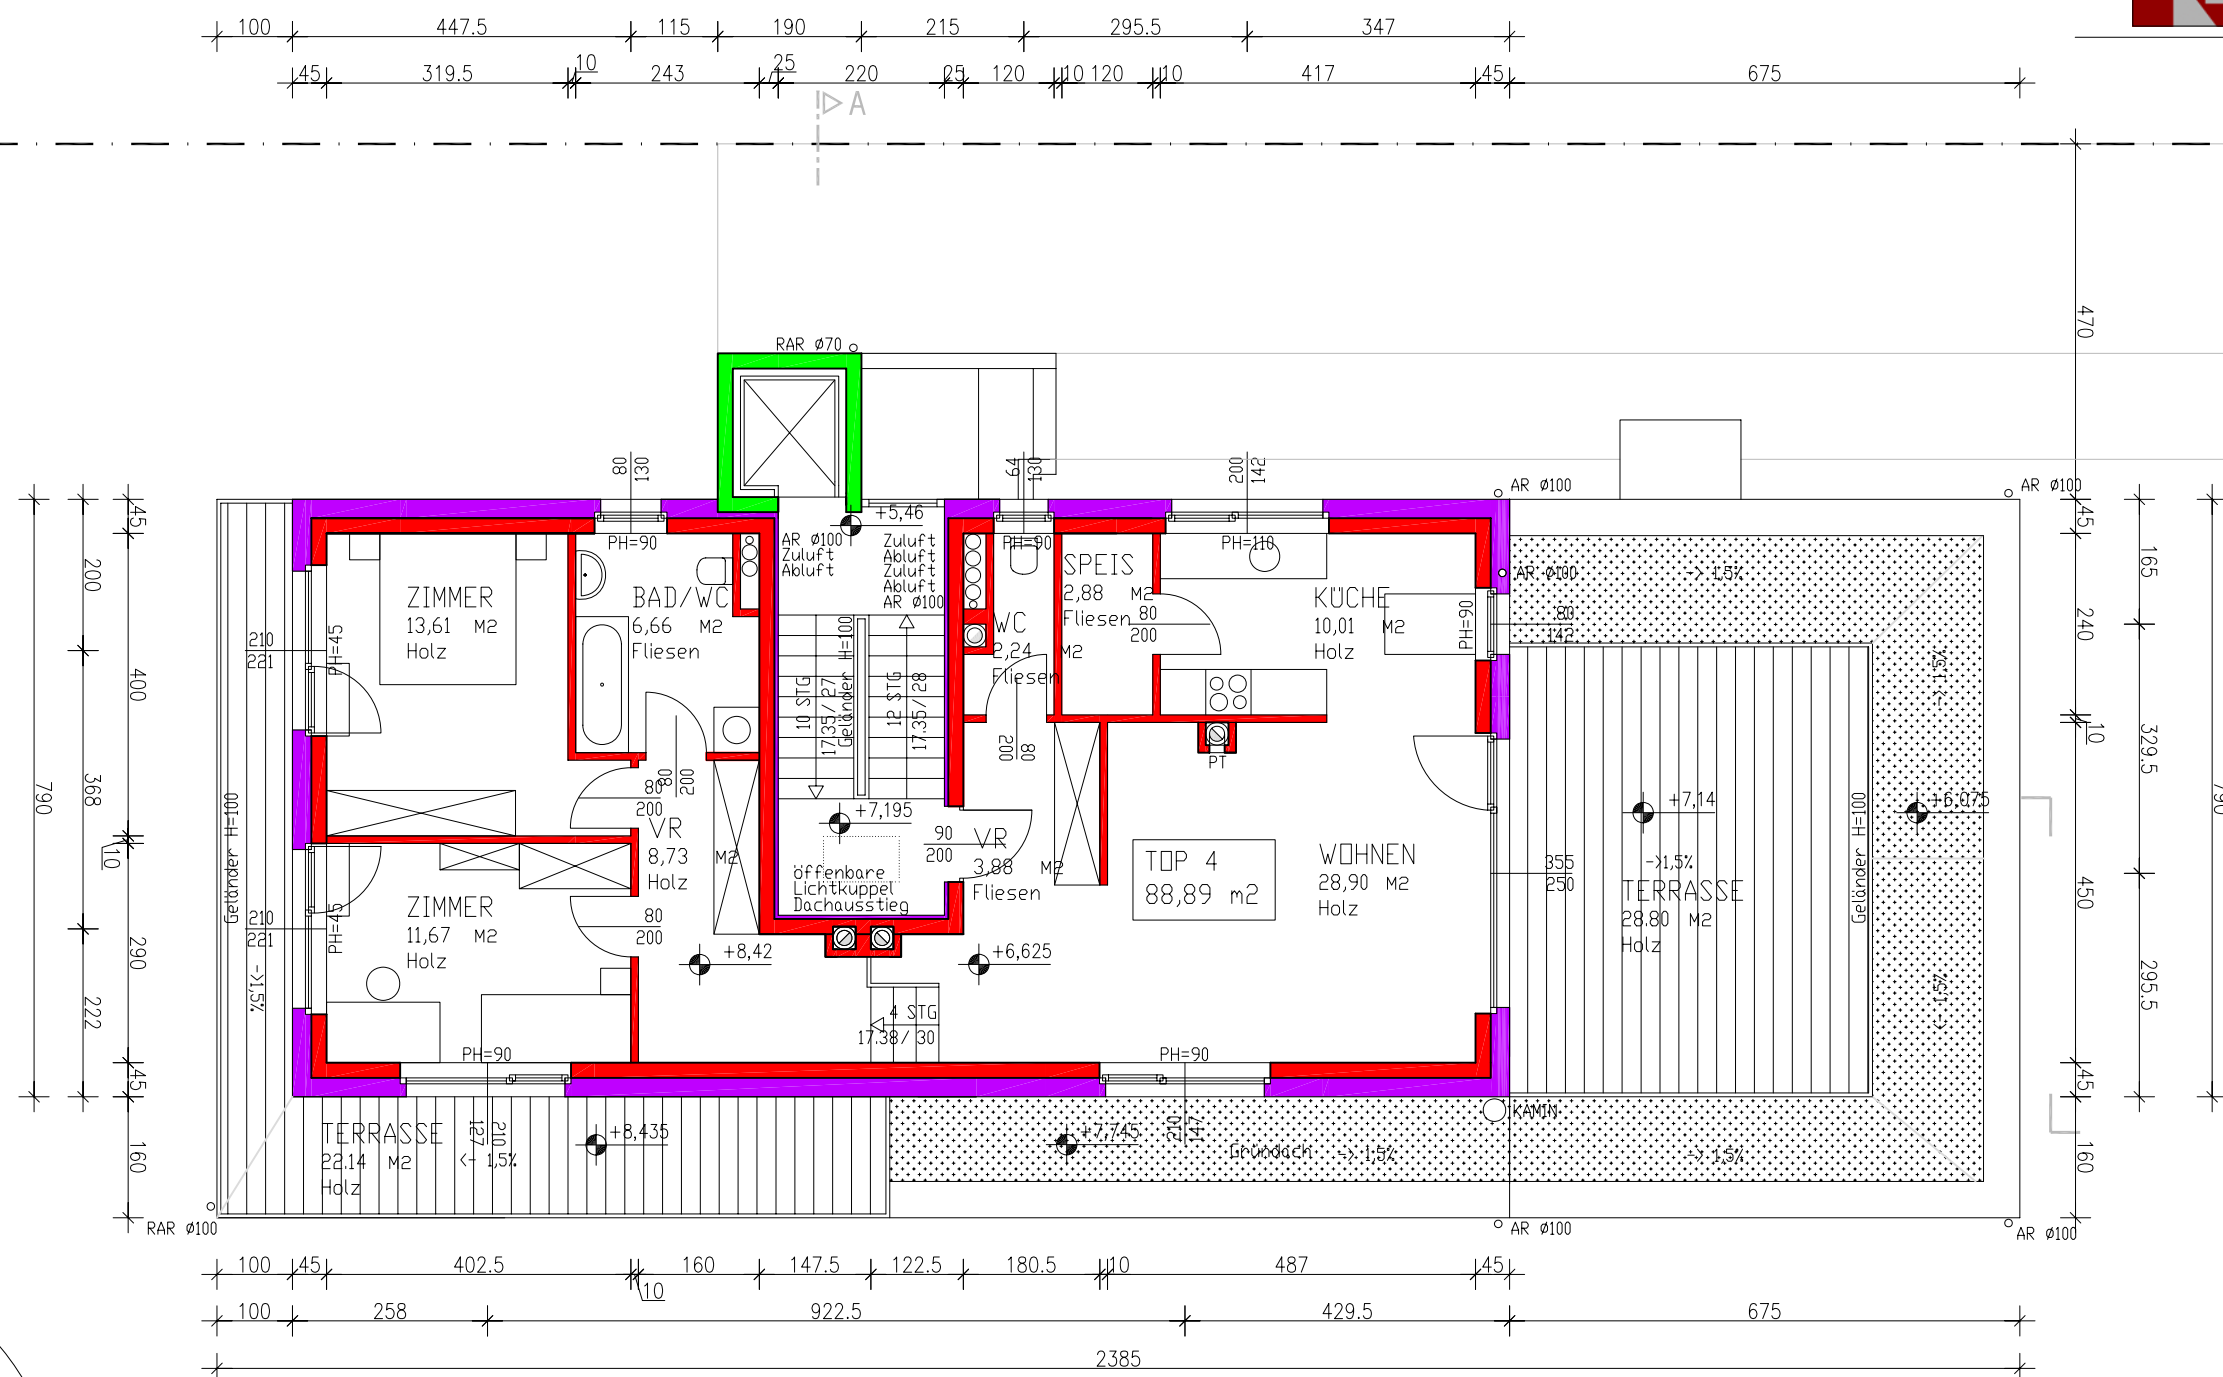 100 447.5 115 190 215 295.5 347
45 319.5 10 243 25 220 25 120 10 120 10 417 45 675
A
470
RAR Ø70
80
130
64
130
200
142
AR Ø100
AR Ø100
+5,46
PH=90
AR Ø100
Zuluft
Abluft
Zuluft
Abluft
Zuluft
Abluft
AR Ø100
PH=90
PH=110
AR Ø100
-> 1,5%
ZIMMER
13,61 M2
Holz
BAD/WC
6,66 M2
Fliesen
WC
2,24 M2
Fliesen
SPEIS
2,88 M2
Fliesen
80
200
KÜCHE
10,01 M2
Holz
PH=90
80
142
210
221
PH=45
10 STG
17.35/ 27
Geländer H=100
12 STG
17.35/ 28
80
200
80
200
80
200
PT
VR
8,73 M2
Holz
+7,195
90
200
VR
3,88 M2
Fliesen
öffenbare
Lichtkuppel
Dachausstieg
TOP 4
88,89 m2
WOHNEN
28,90 M2
Holz
355
250
+7,14
->1,5%
TERRASSE
28.80 M2
Holz
Geländer H=100
+6,075
-> 1,5%
<- 1,5%
Geländer H=100
ZIMMER
11,67 M2
Holz
210
221
PH=45
80
200
->1,5%
+8,42
+6,625
4 STG
17.38/ 30
PH=90
PH=90
KAMIN
TERRASSE
22.14 M2
Holz
210
127
<- 1,5%
+8,435
+7,745
210
147
Gründach
-> 1,5%
-> 1,5%
RAR Ø100
AR Ø100
AR Ø100
790
200 368 222
45 400 10 290 45 160
45 240 10 450 45 160
165 329.5 295.5
790
100 45 402.5 10 160 147.5 122.5 180.5 10 487 45
100 258 922.5 429.5 675
2385